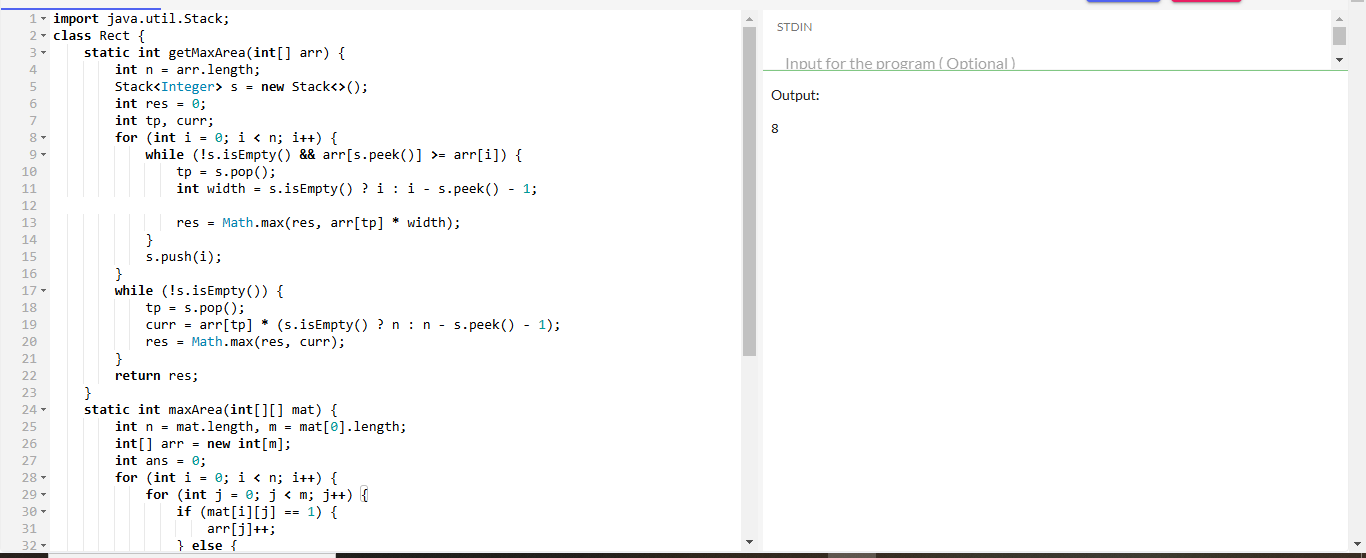 1 import java.util.Stack;
2 class Rect {
3     static int getMaxArea(int[] arr) {
4         int n = arr.length;
5         Stack<Integer> s = new Stack<>();
6         int res = 0;
7         int tp, curr;
8         for (int i = 0; i < n; i++) {
9             while (!s.isEmpty() && arr[s.peek()] >= arr[i]) {
10                 tp = s.pop();
11                 int width = s.isEmpty() ? i : i - s.peek() - 1;
12
13                 res = Math.max(res, arr[tp] * width);
14             }
15             s.push(i);
16         }
17         while (!s.isEmpty()) {
18             tp = s.pop();
19             curr = arr[tp] * (s.isEmpty() ? n : n - s.peek() - 1);
20             res = Math.max(res, curr);
21         }
22         return res;
23     }
24     static int maxArea(int[][] mat) {
25         int n = mat.length, m = mat[0].length;
26         int[] arr = new int[m];
27         int ans = 0;
28         for (int i = 0; i < n; i++) {
29             for (int j = 0; j < m; j++) {
30                 if (mat[i][j] == 1) {
31                     arr[j]++;
32                 } else {
STDIN
Input for the program ( Optional )
Output:
8